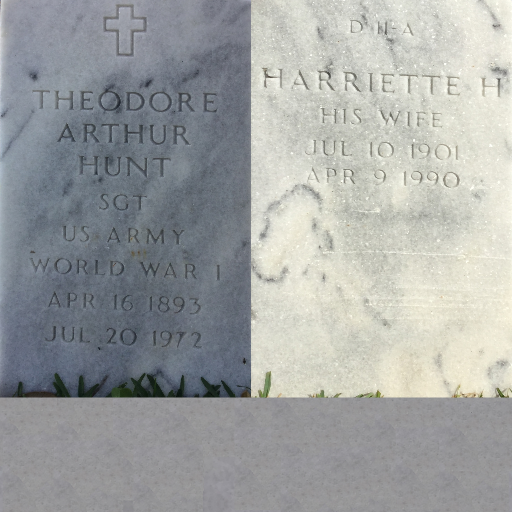 THEODORE
ARTHUR
HUNT
SGT
US ARMY
WORLD WAR I
APR 16 1893
JUL 20 1972
D 11-A
HARRIETTE H
HIS WIFE
JUL 10 1901
APR 9 1990